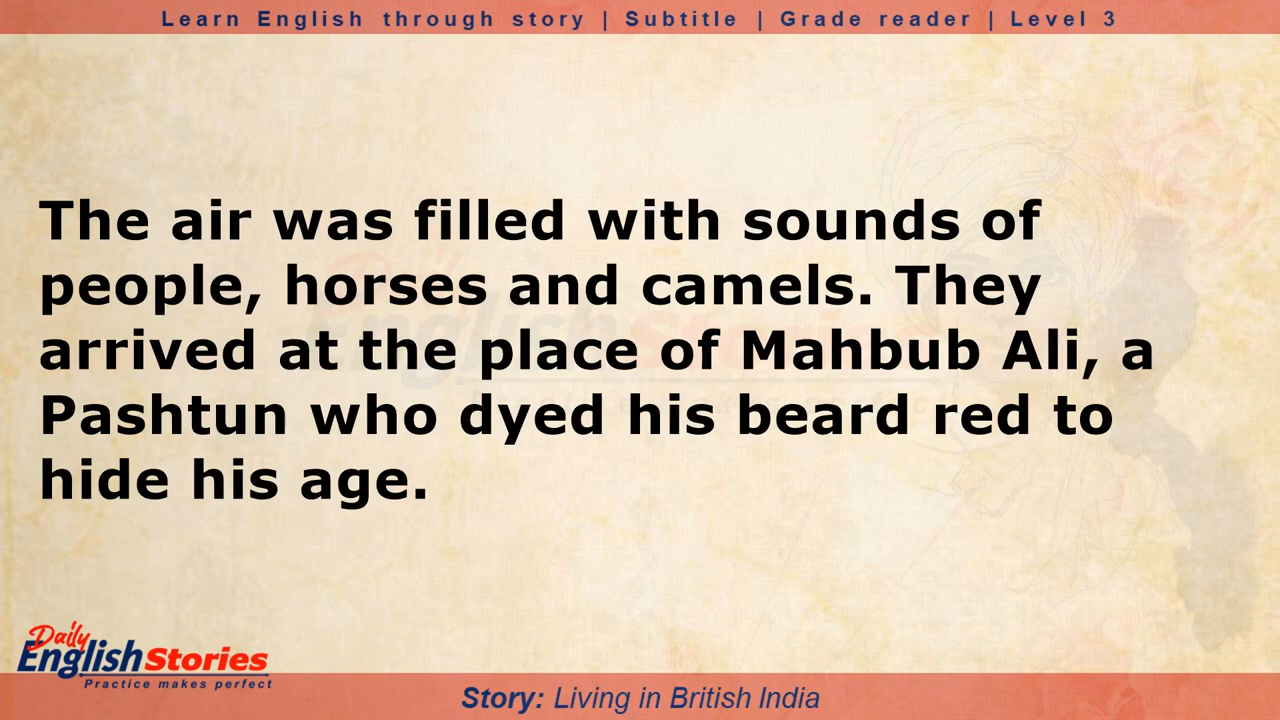 Learn English through story | Subtitle | Grade reader | Level 3
The air was filled with sounds of
people, horses and camels. They
arrived at the place of Mahbub Ali, a
Pashtun who dyed his beard red to
hide his age.
Daily
English Stories
Practice makes perfect
Story: Living in British India